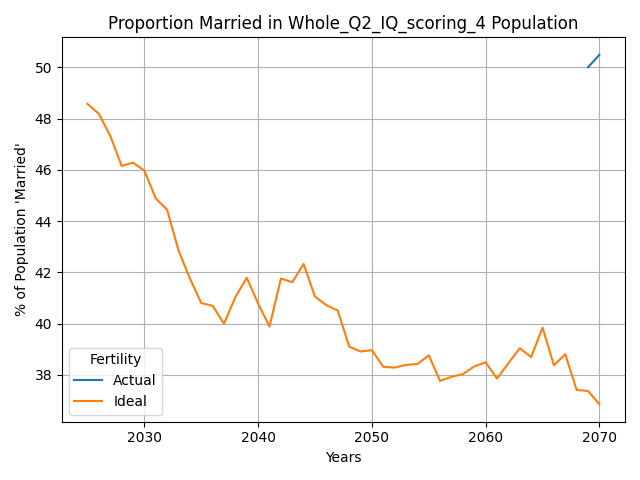 Proportion Married in Whole_Q2_IQ_scoring_4 Population
% of Population 'Married'
50
48
46
44
42
40
38
Fertility
Actual
Ideal
2030 2040 2050 2060 2070
Years